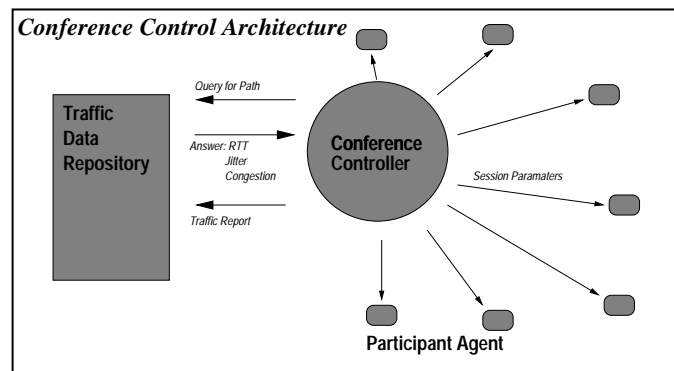 Conference Control Architecture
Query for Path
Traffic
Data
Repository
Answer: RTT
Jitter
Congestion
Traffic Report
Conference
Controller
Session Paramaters
Participant Agent